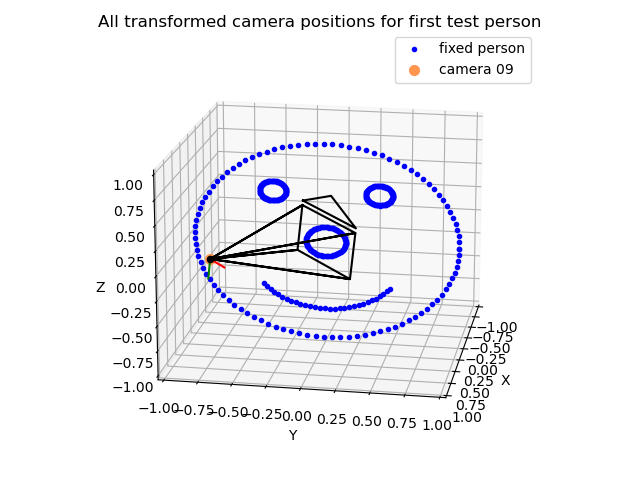 All transformed camera positions for first test person
fixed person
camera 09
1.00
0.75
0.50
0.25
Z 0.00
−0.25
−0.50
−0.75
−1.00
−1.00
−0.75
−0.50
−0.25
0.00
0.25
0.50
0.75
1.00
X
−1.00 −0.75 −0.50 −0.25 0.00 0.25 0.50 0.75 1.00
Y